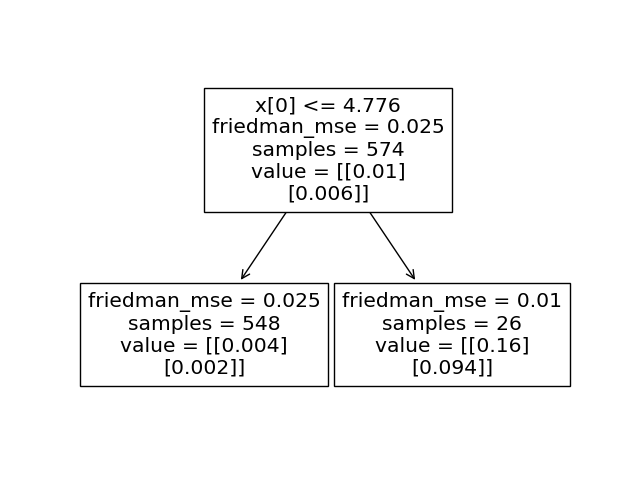 x[0] <= 4.776
friedman_mse = 0.025
samples = 574
value = [[0.01]
[0.006]]
friedman_mse = 0.025
samples = 548
value = [[0.004]
[0.002]]
friedman_mse = 0.01
samples = 26
value = [[0.16]
[0.094]]